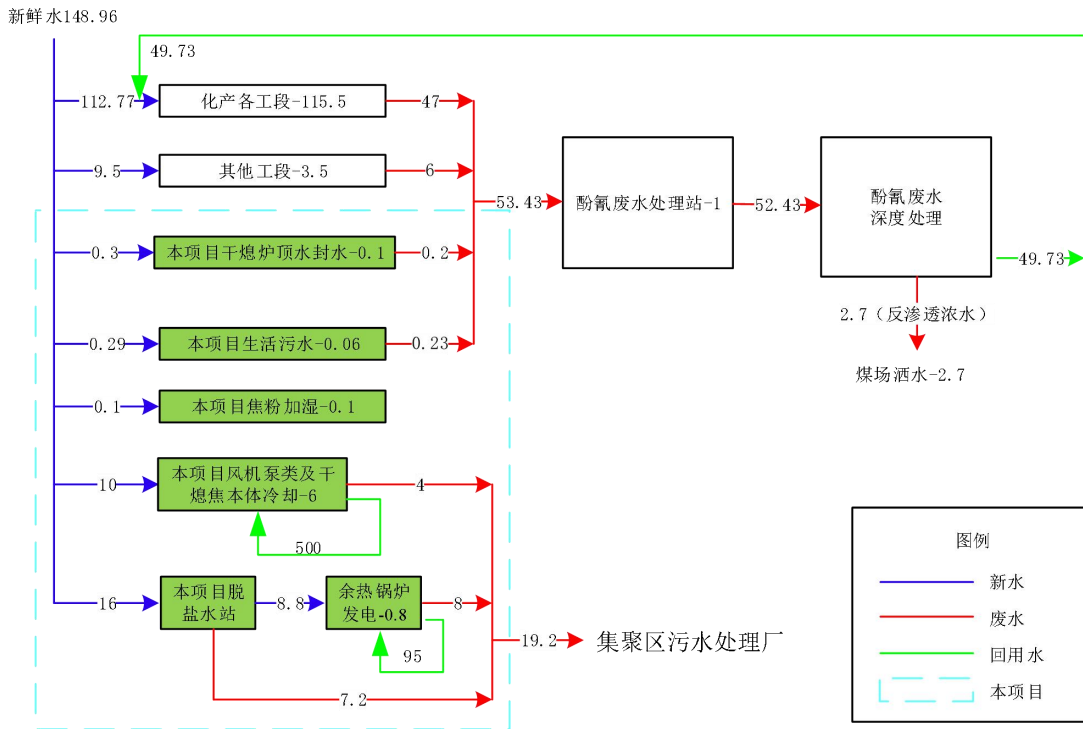 新鲜水148.96
49.73
112.77
化产各工段-115.5
47
9.5
其他工段-3.5
6
53.43
酚氰废水处理站-1
52.43
酚氰废水
深度处理
49.73
0.3
本项目干熄炉顶水封水-0.1
0.2
2.7（反渗透浓水）
0.29
本项目生活污水-0.06
0.23
煤场洒水-2.7
0.1
本项目焦粉加湿-0.1
10
本项目风机泵类及干
熄焦本体冷却-6
4
500
16
本项目脱
盐水站
8.8
余热锅炉
发电-0.8
8
95
7.2
19.2
集聚区污水处理厂
图例
新水
废水
回用水
本项目